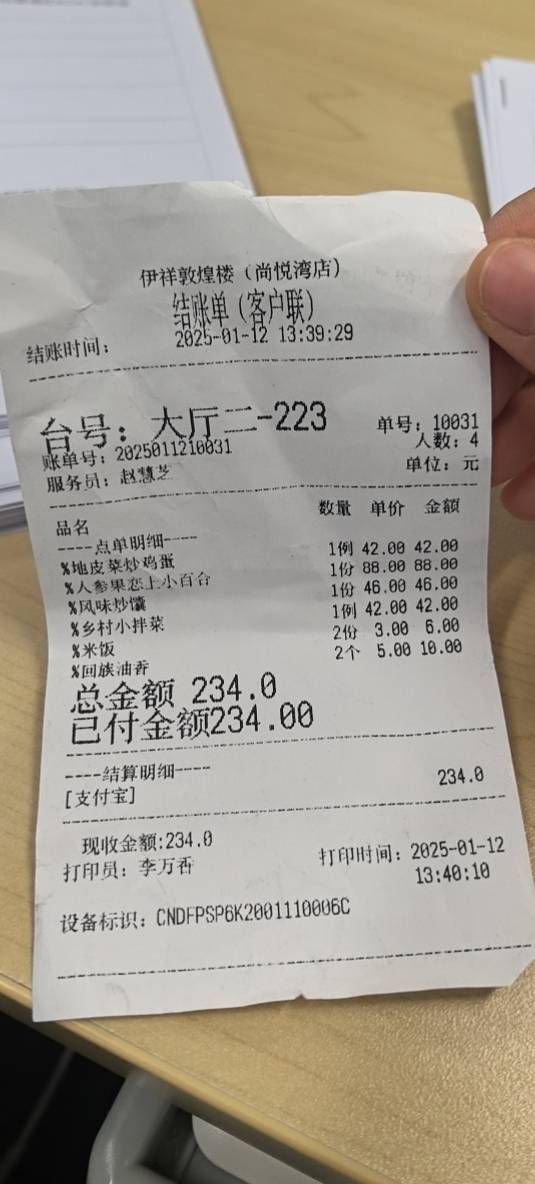 伊祥敦煌楼（尚悦湾店）
结账单（客户联）
结账时间： 2025-01-12 13:39:29
台号：大厅二-223 单号：10031
账单号：2025011210031 人数：4
服务员：赵慧芝 单位：元
品名 数量 单价 金额
----点单明细----
%地皮菜炒鸡蛋 1例 42.00 42.00
%人参果恋上小百合 1份 88.00 88.00
%风味炒馕 1份 46.00 46.00
%乡村小拌菜 1例 42.00 42.00
%米饭 2份 3.00 6.00
%回族油香 2个 5.00 10.00
总金额 234.0
已付金额234.00
----结算明细----
[支付宝] 234.0
现收金额:234.0
打印员：李万香 打印时间：2025-01-12
13:40:10
设备标识：CNDFPSP6K2001110006C